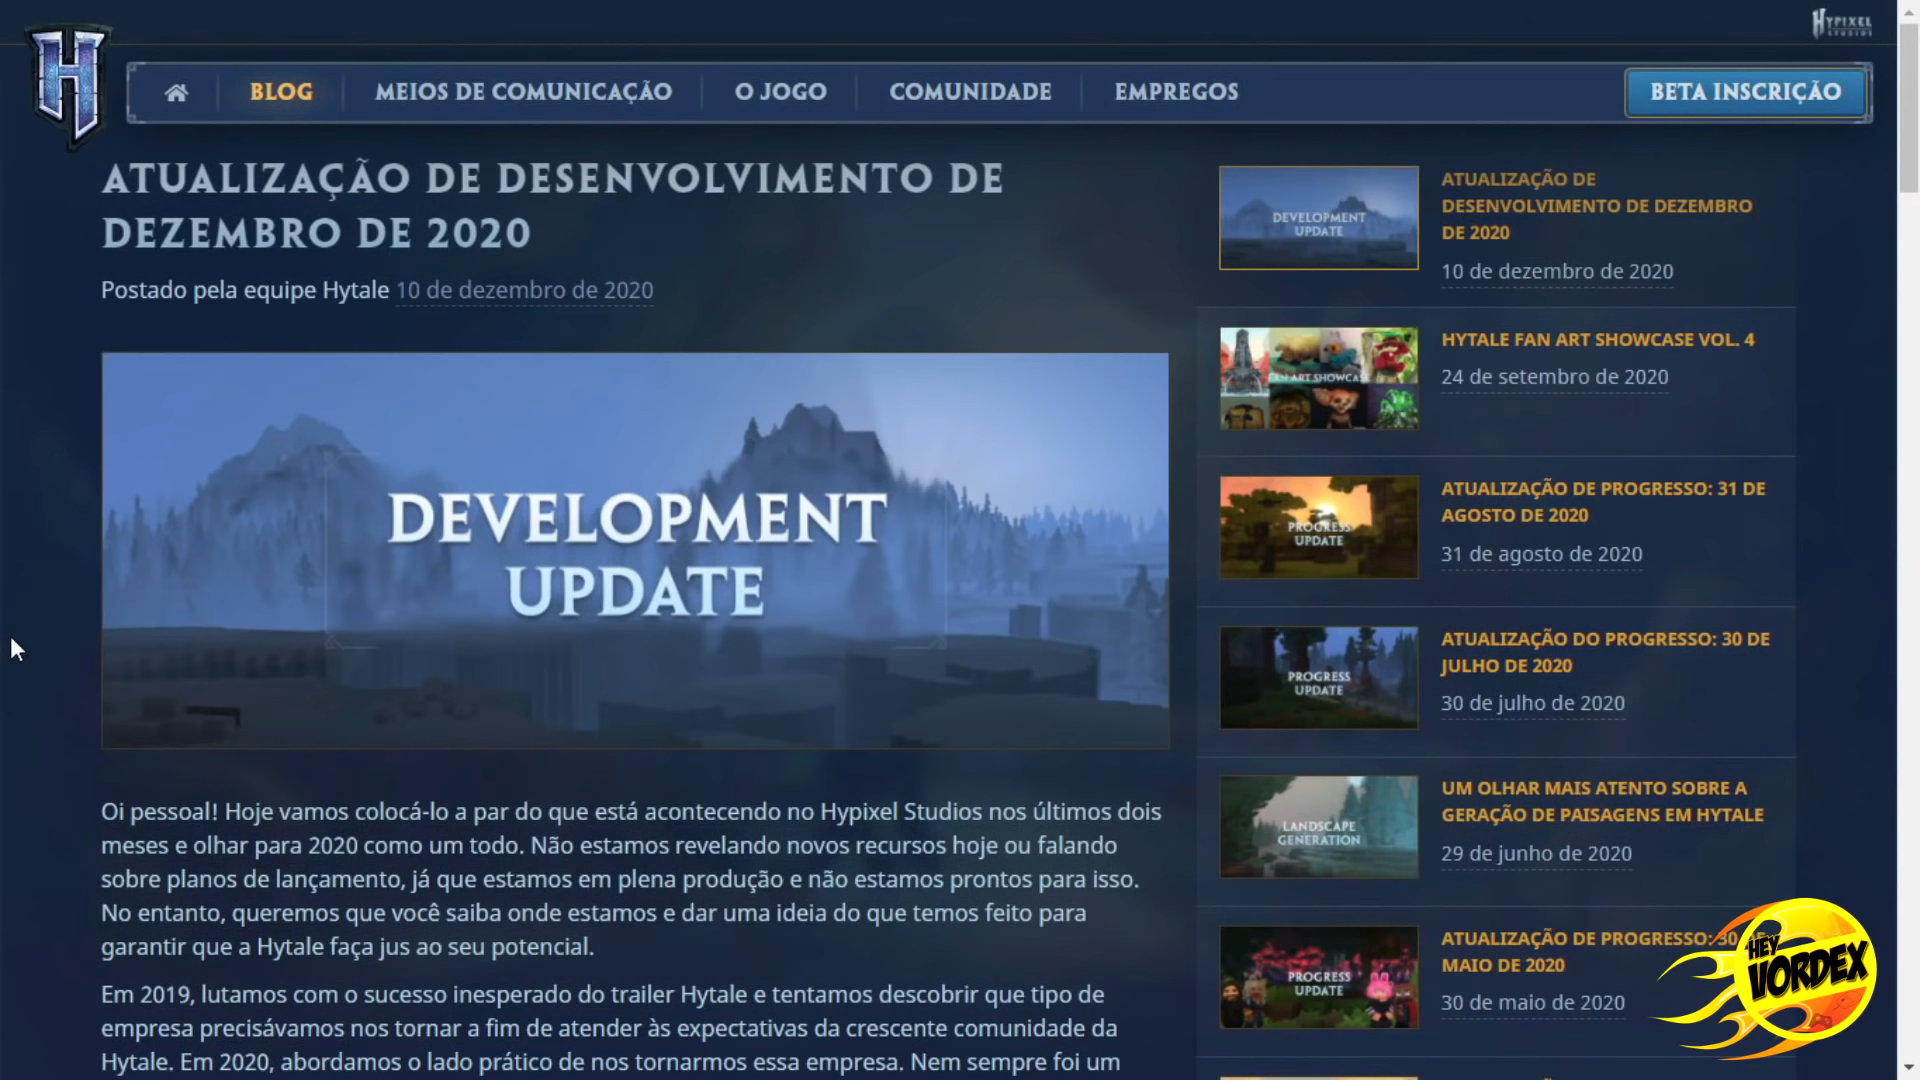 HYPIXEL
STUDIOS
BLOG
MEIOS DE COMUNICAÇÃO
O JOGO
COMUNIDADE
EMPREGOS
BETA INSCRIÇÃO
ATUALIZAÇÃO DE DESENVOLVIMENTO DE
DEZEMBRO DE 2020
Postado pela equipe Hytale 10 de dezembro de 2020
DEVELOPMENT
UPDATE
Oi pessoal! Hoje vamos colocá-lo a par do que está acontecendo no Hypixel Studios nos últimos dois
meses e olhar para 2020 como um todo. Não estamos revelando novos recursos hoje ou falando
sobre planos de lançamento, já que estamos em plena produção e não estamos prontos para isso.
No entanto, queremos que você saiba onde estamos e dar uma ideia do que temos feito para
garantir que a Hytale faça jus ao seu potencial.
Em 2019, lutamos com o sucesso inesperado do trailer Hytale e tentamos descobrir que tipo de
empresa precisávamos nos tornar a fim de atender às expectativas da crescente comunidade da
Hytale. Em 2020, abordamos o lado prático de nos tornarmos essa empresa. Nem sempre foi um
DEVELOPMENT
UPDATE
ATUALIZAÇÃO DE
DESENVOLVIMENTO DE DEZEMBRO
DE 2020
10 de dezembro de 2020
FAN ART SHOWCASE
HYTALE FAN ART SHOWCASE VOL. 4
24 de setembro de 2020
PROGRESS
UPDATE
ATUALIZAÇÃO DE PROGRESSO: 31 DE
AGOSTO DE 2020
31 de agosto de 2020
PROGRESS
UPDATE
ATUALIZAÇÃO DO PROGRESSO: 30 DE
JULHO DE 2020
30 de julho de 2020
LANDSCAPE
GENERATION
UM OLHAR MAIS ATENTO SOBRE A
GERAÇÃO DE PAISAGENS EM HYTALE
29 de junho de 2020
PROGRESS
UPDATE
ATUALIZAÇÃO DE PROGRESSO: 30 DE
MAIO DE 2020
30 de maio de 2020
HEY
VORDEX